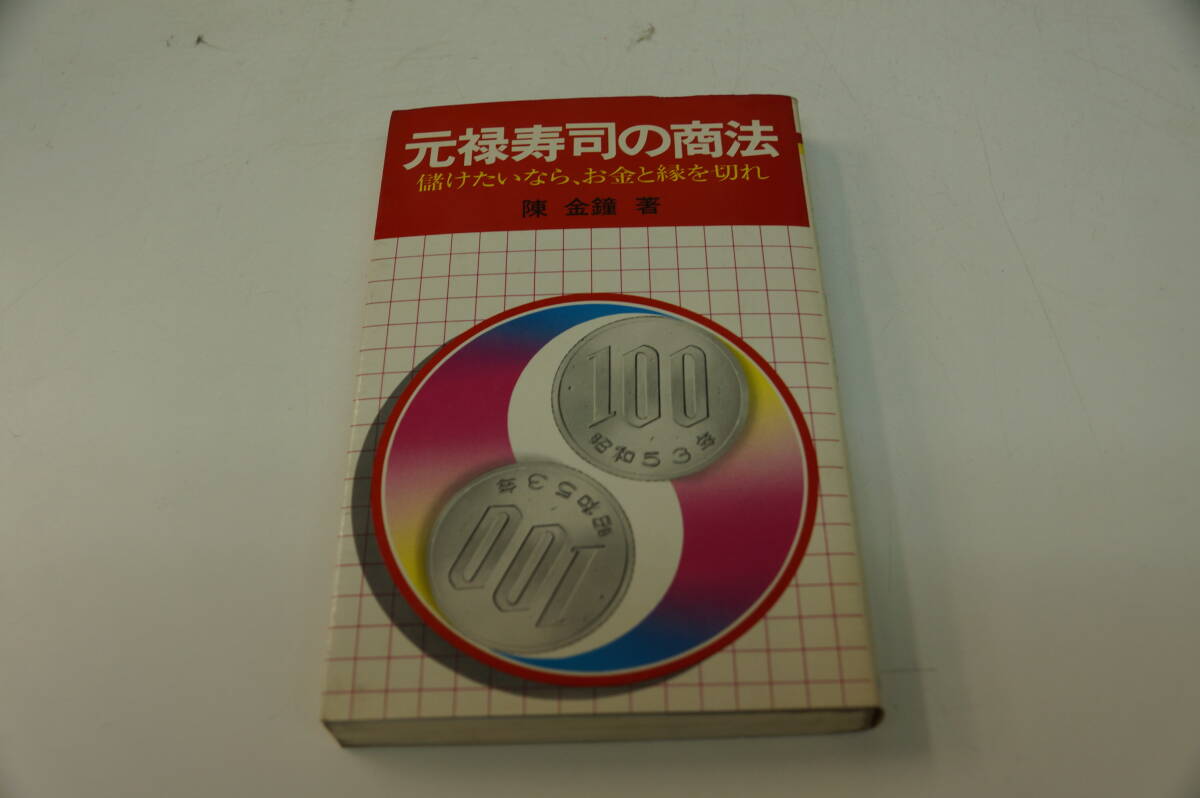 元禄寿司の商法
儲けたいなら、お金と縁を切れ
陳 金鐘 著
100
昭和53年
昭和53年
100